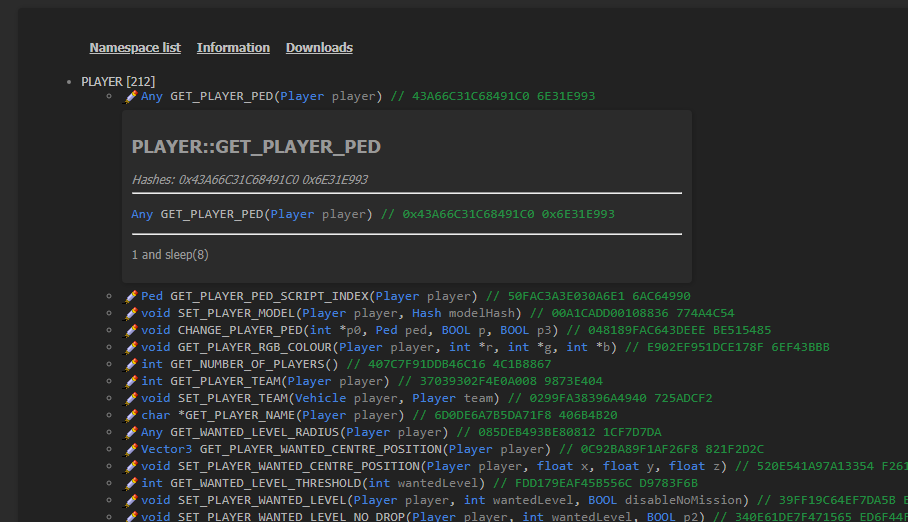 Namespace list Information Downloads
PLAYER [212]
Any GET_PLAYER_PED(Player player) // 43A66C31C68491C0 6E31E993
PLAYER::GET_PLAYER_PED
Hashes: 0x43A66C31C68491C0 0x6E31E993
Any GET_PLAYER_PED(Player player) // 0x43A66C31C68491C0 0x6E31E993
1 and sleep(8)
Ped GET_PLAYER_PED_SCRIPT_INDEX(Player player) // 50FAC3A3E030A6E1 6AC64990
void SET_PLAYER_MODEL(Player player, Hash modelHash) // 00A1CADD00108836 774A4C54
void CHANGE_PLAYER_PED(int *p0, Ped ped, BOOL p, BOOL p3) // 048189FAC643DEEE BE515485
void GET_PLAYER_RGB_COLOUR(Player player, int *r, int *g, int *b) // E902EF951DCE178F 6EF43BBB
int GET_NUMBER_OF_PLAYERS() // 407C7F91DDB46C16 4C1B8867
int GET_PLAYER_TEAM(Player player) // 37039302F4E0A008 9873E404
void SET_PLAYER_TEAM(Vehicle player, Player team) // 0299FA38396A4940 725ADCF2
char *GET_PLAYER_NAME(Player player) // 6D0DE6A7B5DA71F8 406B4B20
Any GET_WANTED_LEVEL_RADIUS(Player player) // 085DEB493BE80812 1CF7D7DA
Vector3 GET_PLAYER_WANTED_CENTRE_POSITION(Player player) // 0C92BA89F1AF26F8 821F2D2C
void SET_PLAYER_WANTED_CENTRE_POSITION(Player player, float x, float y, float z) // 520E541A97A13354 F261
int GET_WANTED_LEVEL_THRESHOLD(int wantedLevel) // FDD179EAF45B556C D9783F6B
void SET_PLAYER_WANTED_LEVEL(Player player, int wantedLevel, BOOL disableNoMission) // 39FF19C64EF7DA5B
void SET_PLAYER_WANTED_LEVEL_NO_DROP(Player player, int wantedLevel, BOOL p2) // 340E61DE7F471565 ED6F44F